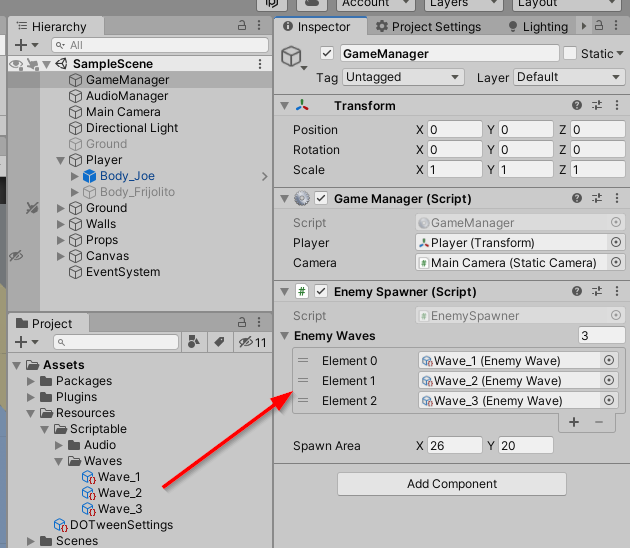 Account
Layers
Layout
Hierarchy
All
SampleScene
GameManager
AudioManager
Main Camera
Directional Light
Ground
Player
Body_Joe
Body_Frijolito
Ground
Walls
Props
Canvas
EventSystem
Project
11
Assets
Packages
Plugins
Resources
Scriptable
Audio
Waves
Wave_1
Wave_2
Wave_3
DOTweenSettings
Scenes
Inspector
Project Settings
Lighting
GameManager
Static
Tag Untagged
Layer Default
Transform
Position X 0 Y 0 Z 0
Rotation X 0 Y 0 Z 0
Scale X 1 Y 1 Z 1
Game Manager (Script)
Script GameManager
Player Player (Transform)
Camera Main Camera (Static Camera)
# Enemy Spawner (Script)
Script # EnemySpawner
Enemy Waves 3
Element 0 Wave_1 (Enemy Wave)
Element 1 Wave_2 (Enemy Wave)
Element 2 Wave_3 (Enemy Wave)
Spawn Area X 26 Y 20
Add Component